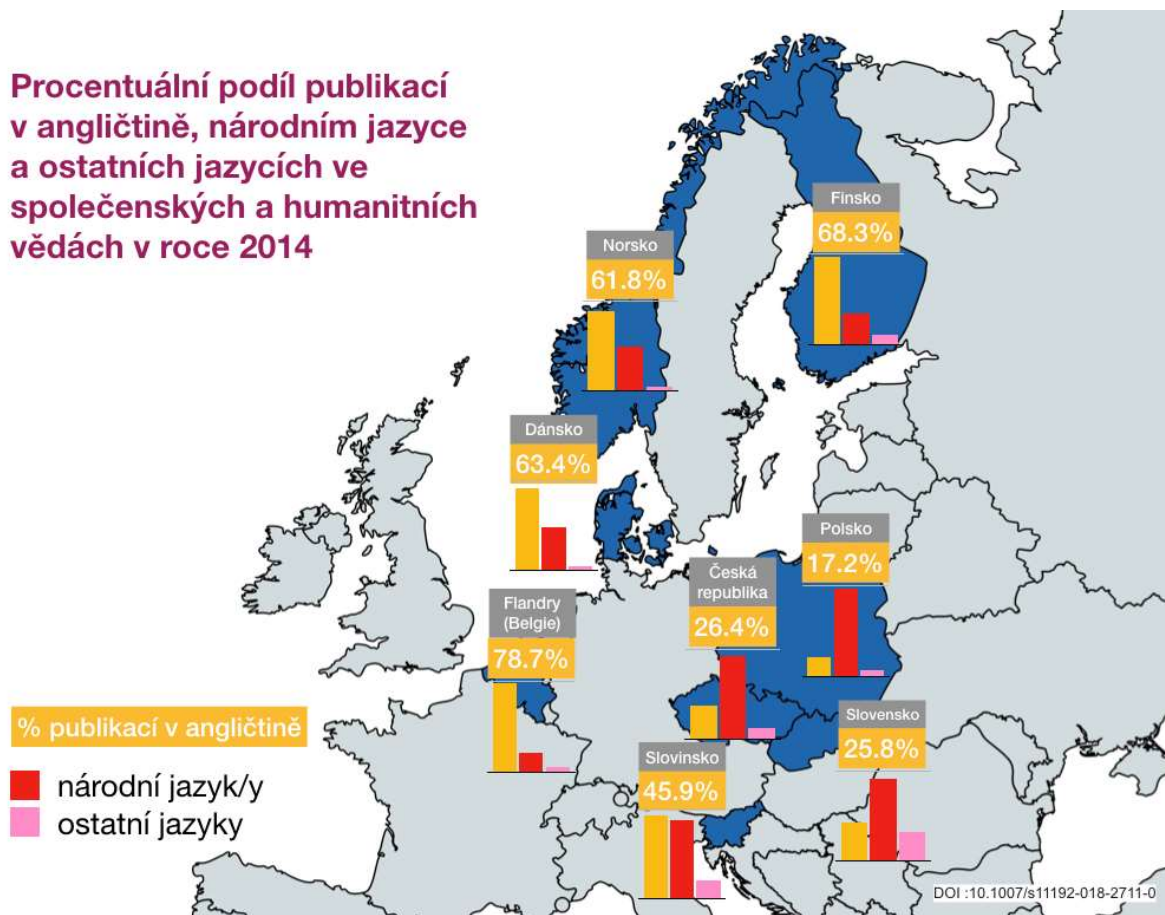 Procentuální podíl publikací
v angličtině, národním jazyce
a ostatních jazycích ve
společenských a humanitních
vědách v roce 2014
Finsko
68.3%
Norsko
61.8%
Dánsko
63.4%
Polsko
17.2%
Česká
republika
26.4%
Flandry
(Belgie)
78.7%
Slovensko
25.8%
Slovinsko
45.9%
% publikací v angličtině
národní jazyk/y
ostatní jazyky
DOI :10.1007/s11192-018-2711-0